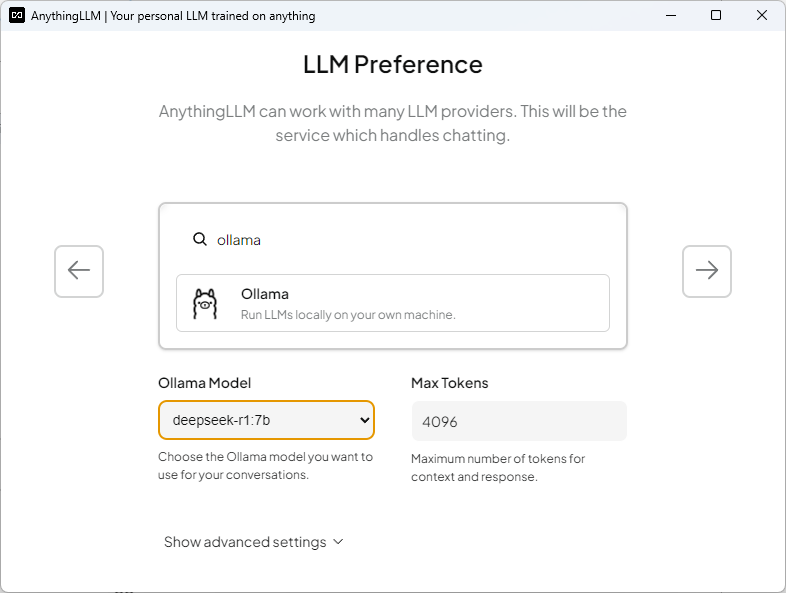 AnythingLLM | Your personal LLM trained on anything
LLM Preference
AnythingLLM can work with many LLM providers. This will be the
service which handles chatting.
ollama
Ollama
Run LLMs locally on your own machine.
Ollama Model
Max Tokens
deepseek-r1:7b
4096
Choose the Ollama model you want to
use for your conversations.
Maximum number of tokens for
context and response.
Show advanced settings